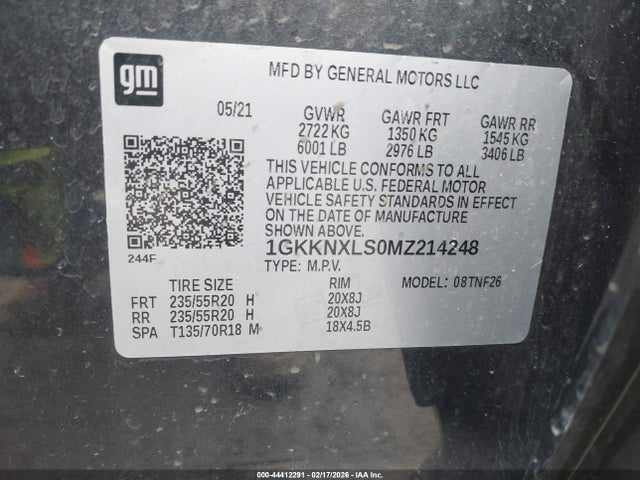 gm
MFD BY GENERAL MOTORS LLC
05/21 GVWR GAWR FRT GAWR RR
2722 KG 1350 KG 1545 KG
6001 LB 2976 LB 3406 LB
THIS VEHICLE CONFORMS TO ALL
APPLICABLE U.S. FEDERAL MOTOR
VEHICLE SAFETY STANDARDS IN EFFECT
ON THE DATE OF MANUFACTURE
SHOWN ABOVE.
244F
1GKKNXLS0MZ214248
TYPE: M.P.V. MODEL: 08TNF26
TIRE SIZE RIM
FRT 235/55R20 H 20X8J
RR 235/55R20 H 20X8J
SPA T135/70R18 M 18X4.5B
000-44412291 - 02/17/2026 - IAA Inc.